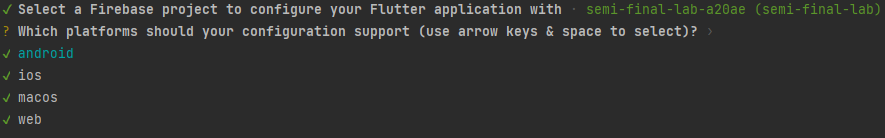 ✓ Select a Firebase project to configure your Flutter application with · semi-final-lab-a20ae (semi-final-lab)
? Which platforms should your configuration support (use arrow keys & space to select)? ›
✓ android
✓ ios
✓ macos
✓ web